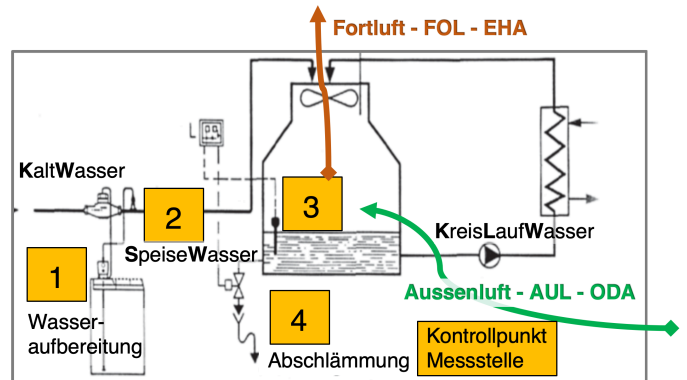 Fortluft - FOL - EHA
KaltWasser
2
3
SpeiseWasser
KreisLaufWasser
1
Wasser-
aufbereitung
Aussenluft - AUL - ODA
4
Abschlämmung
Kontrollpunkt
Messstelle